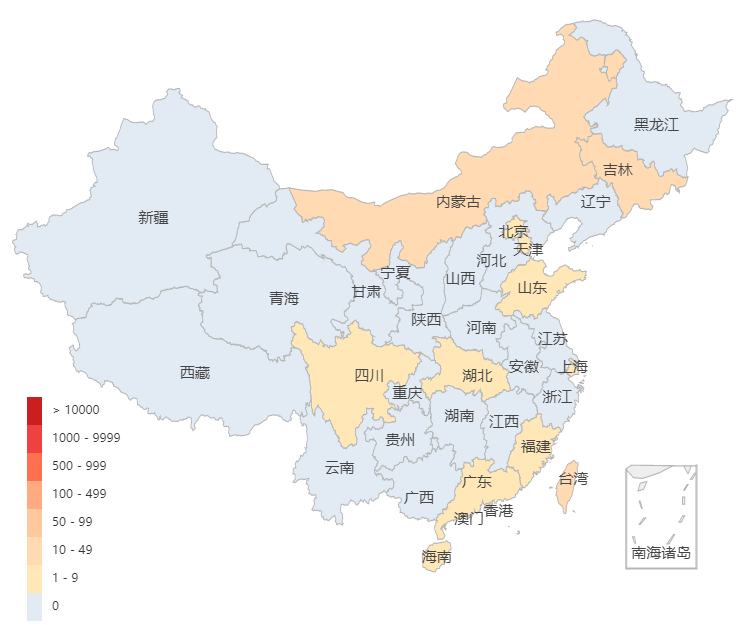 黑龙江
吉林
辽宁
内蒙古
新疆
北京
天津
河北
宁夏
山西
山东
甘肃
青海
陕西
河南
江苏
西藏
四川
湖北
安徽
上海
重庆
浙江
湖南
江西
贵州
福建
云南
广西
广东
台湾
香港
澳门
海南
南海诸岛
> 10000
1000 - 9999
500 - 999
100 - 499
50 - 99
10 - 49
1 - 9
0